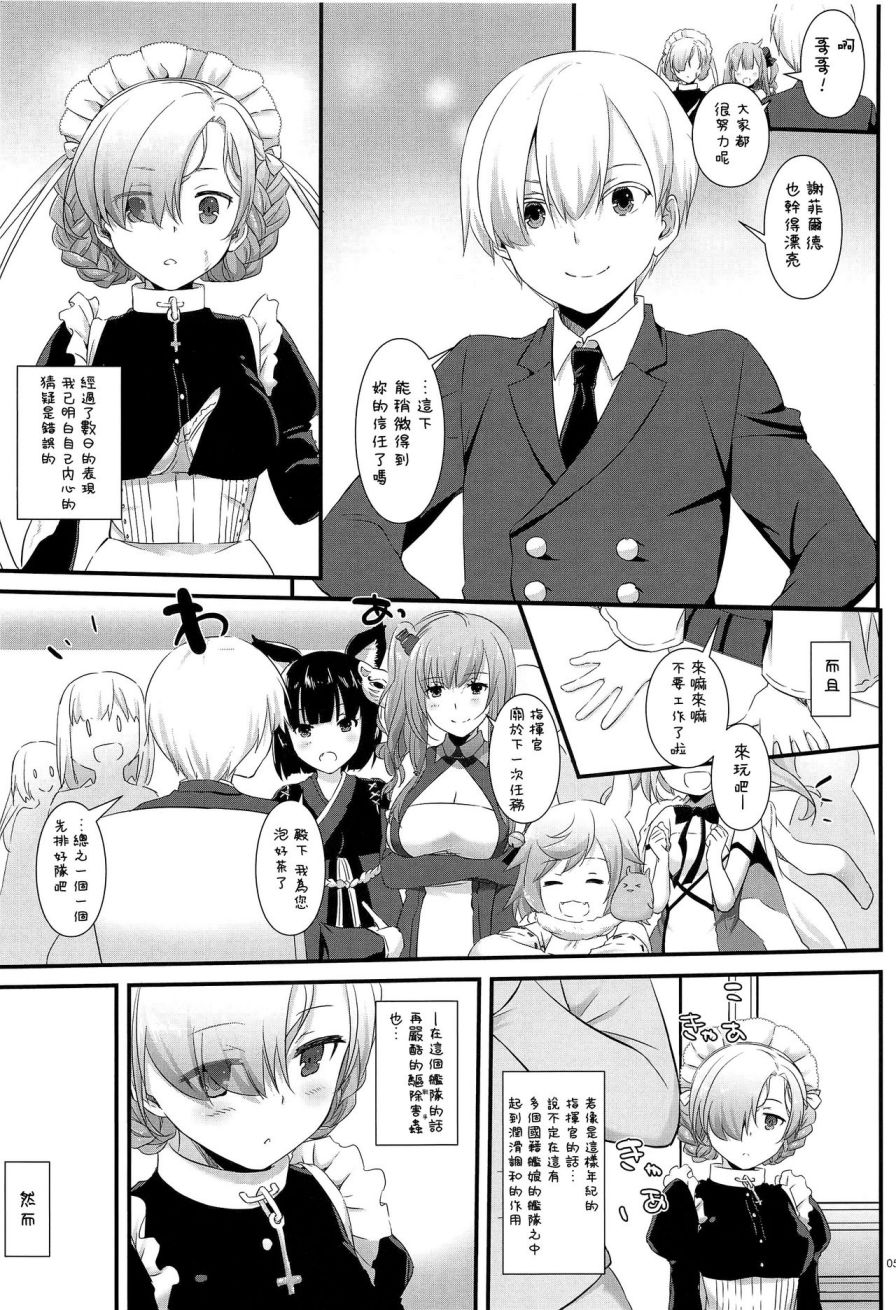 啊
哥哥!
大家都
很努力呢
謝菲爾德
也幹得漂亮
…這下
能稍微得到
妳的信任了嗎
經過了數日的表現
我已明白自己內心的
猜疑是錯誤的
而且
來嘛來嘛
不要工作了啦
來玩吧—
指揮官
關於下一次任務
殿下我為您
泡好茶了
…總之一個一個
先排好隊吧
わ
あっ
若像是這樣年紀的
指揮官的話…
說不定在這有
多個國籍艦娘的艦隊之中
起到潤滑調和的作用
きゃぁ
きゃぁ
—在這個艦隊的話
再嚴酷的驅除害蟲
也…
然而
05